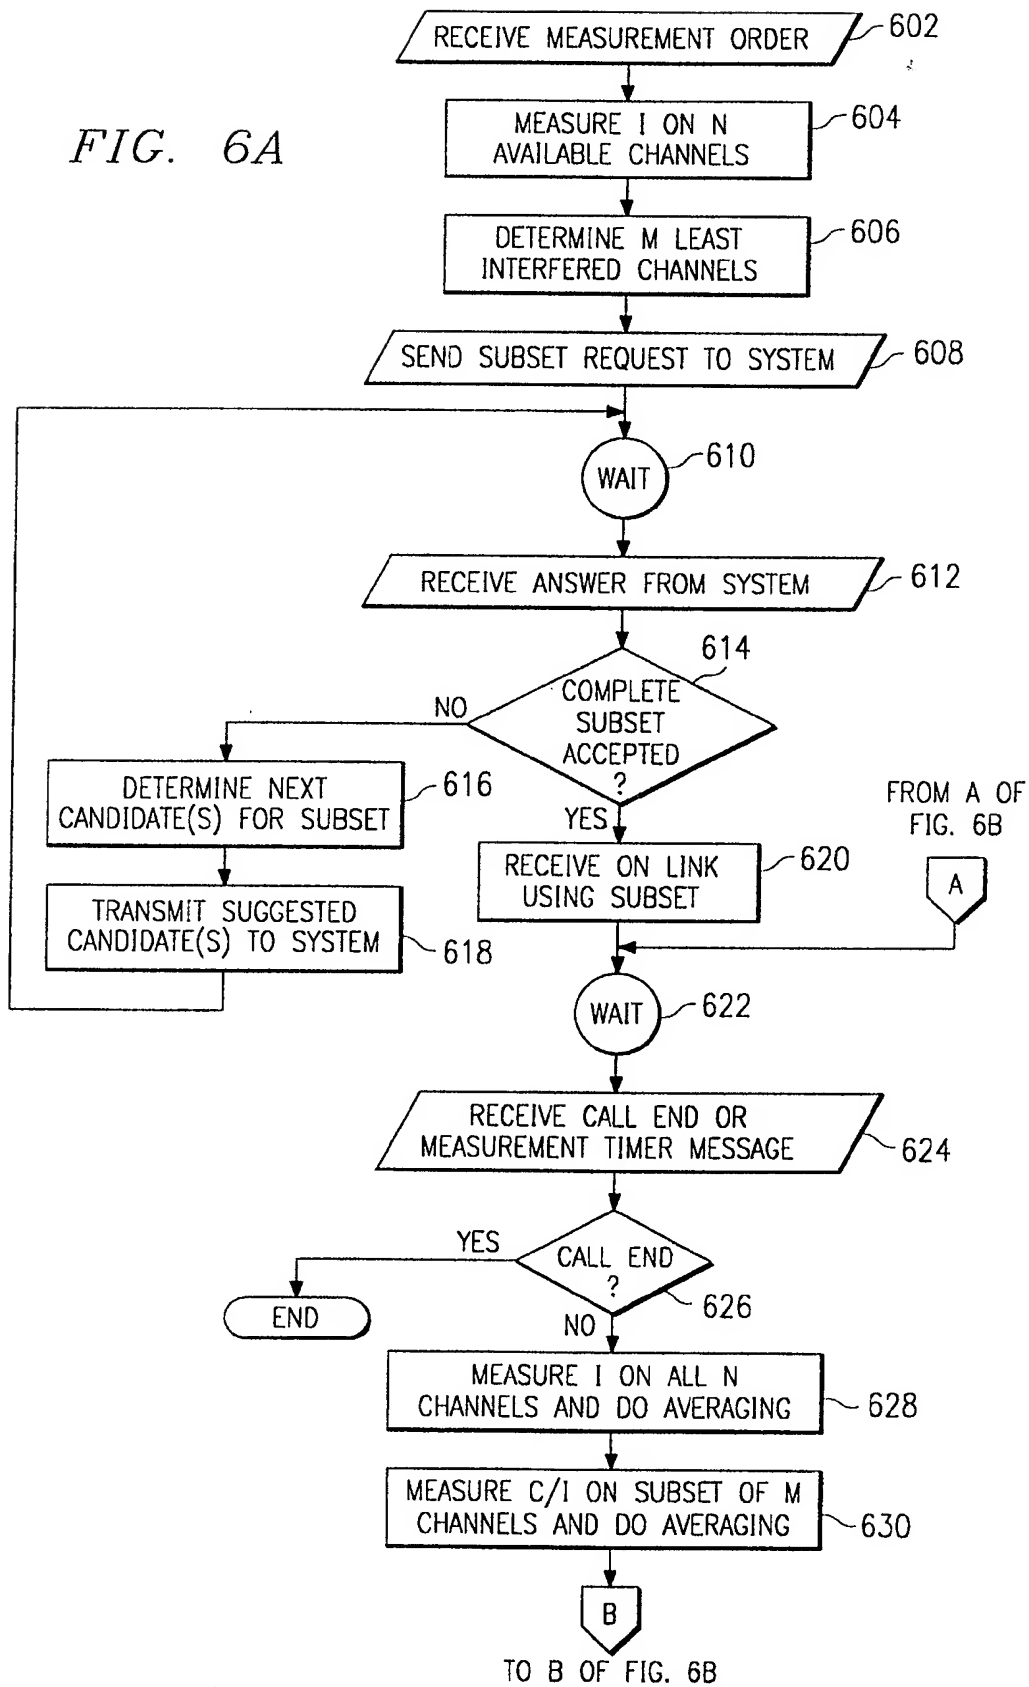 RECEIVE MEASUREMENT ORDER
602
FIG. 6A
MEASURE I ON N
AVAILABLE CHANNELS
604
DETERMINE M LEAST
INTERFERED CHANNELS
606
SEND SUBSET REQUEST TO SYSTEM
608
WAIT
610
RECEIVE ANSWER FROM SYSTEM
612
614
COMPLETE
SUBSET
ACCEPTED
?
NO
DETERMINE NEXT
CANDIDATE(S) FOR SUBSET
616
TRANSMIT SUGGESTED
CANDIDATE(S) TO SYSTEM
618
YES
RECEIVE ON LINK
USING SUBSET
620
FROM A OF
FIG. 6B
A
WAIT
622
RECEIVE CALL END OR
MEASUREMENT TIMER MESSAGE
624
CALL END
?
626
YES
END
NO
MEASURE I ON ALL N
CHANNELS AND DO AVERAGING
628
MEASURE C/I ON SUBSET OF M
CHANNELS AND DO AVERAGING
630
B
TO B OF FIG. 6B